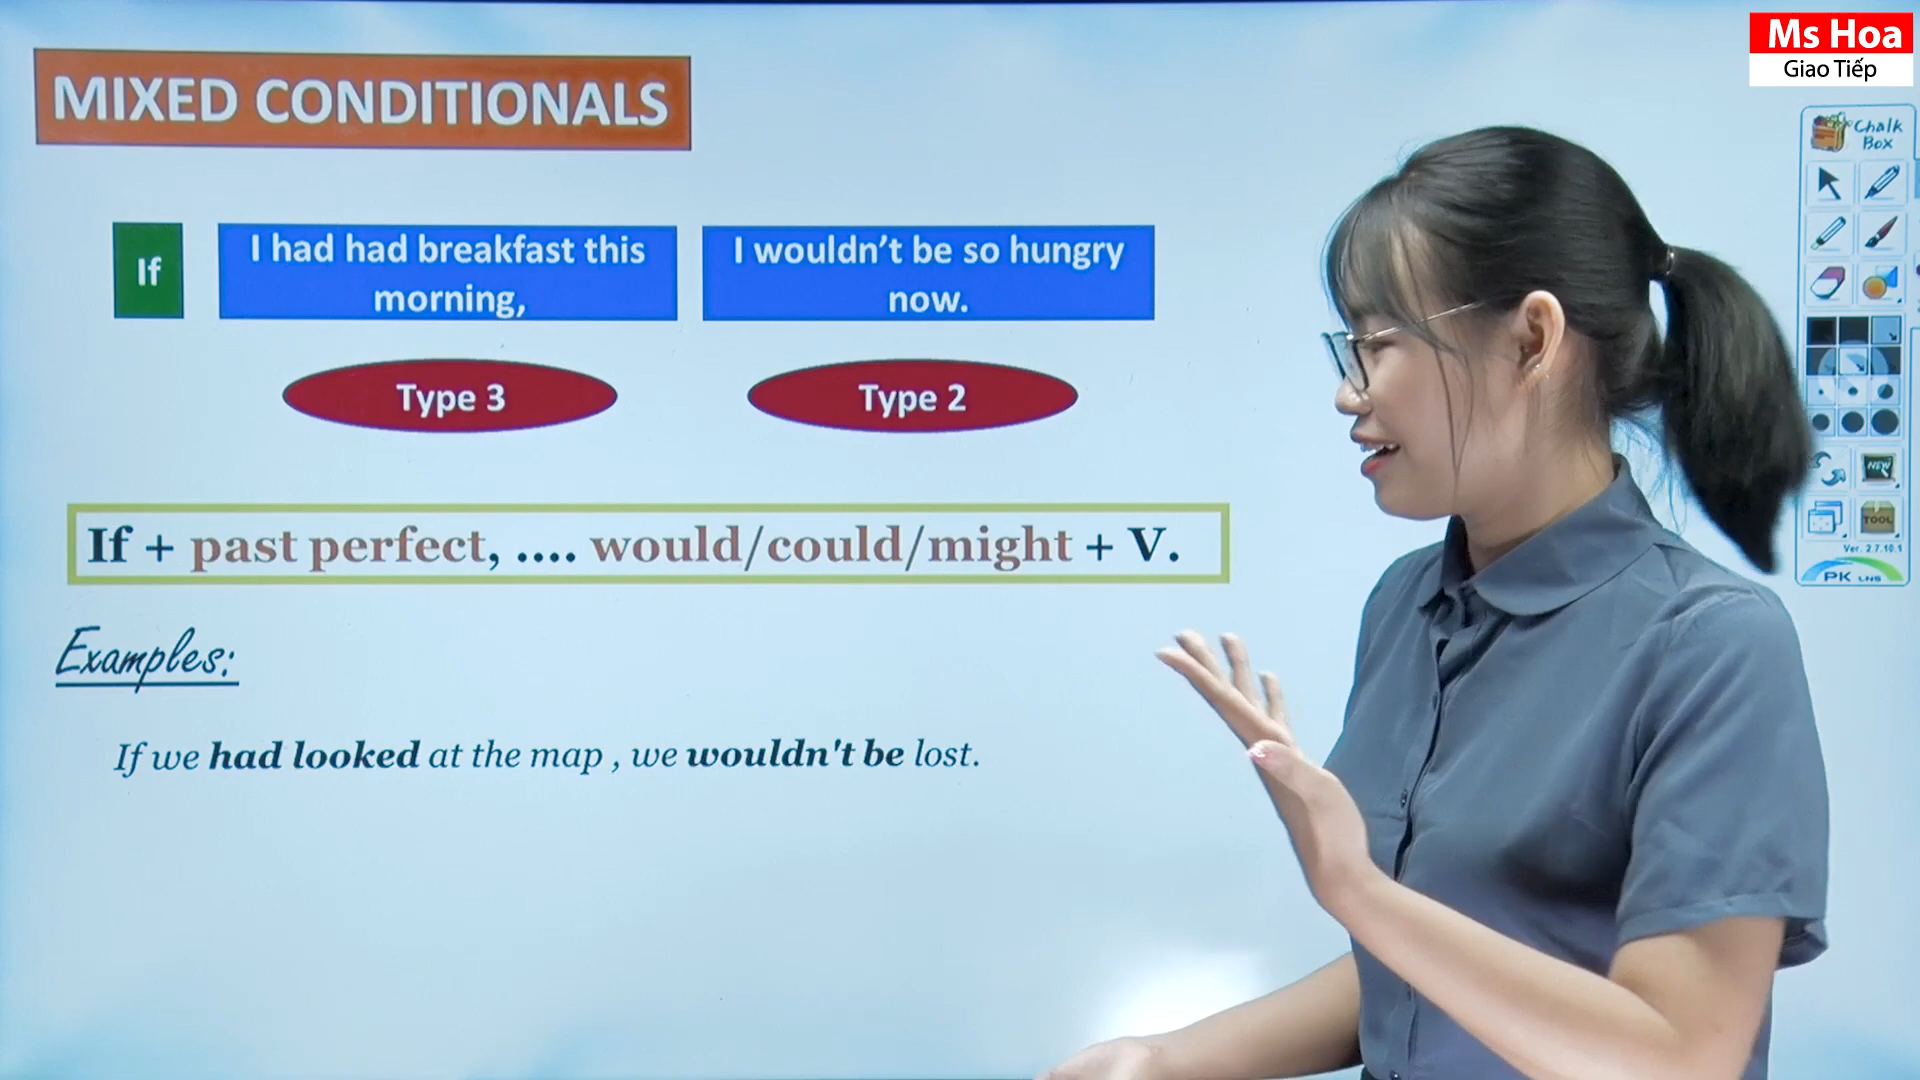 Ms Hoa
Giao Tiếp
MIXED CONDITIONALS
Chalk
Box
If
I had had breakfast this
morning,
I wouldn’t be so hungry
now.
Type 3
Type 2
NEW
TOOL
Ver. 2.7.10.1
PK LNS
If + past perfect, .... would/could/might + V.
Examples:
If we had looked at the map , we wouldn't be lost.